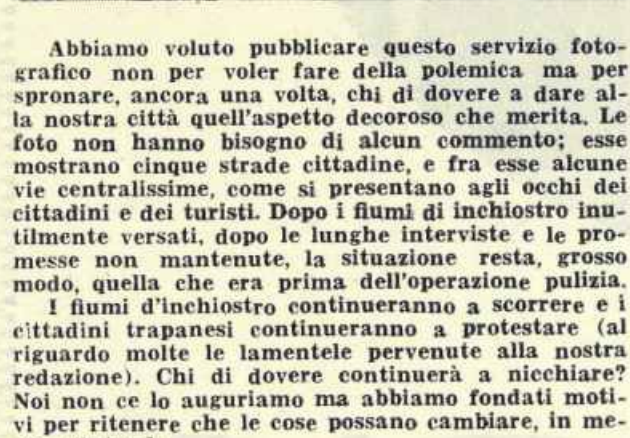 Abbiamo voluto pubblicare questo servizio foto-
grafico non per voler fare della polemica ma per
spronare, ancora una volta, chi di dovere a dare al-
la nostra città quell'aspetto decoroso che merita. Le
foto non hanno bisogno di alcun commento; esse
mostrano cinque strade cittadine, e fra esse alcune
vie centralissime, come si presentano agli occhi dei
cittadini e dei turisti. Dopo i fiumi di inchiostro inu-
tilmente versati, dopo le lunghe interviste e le pro-
messe non mantenute, la situazione resta, grosso
modo, quella che era prima dell'operazione pulizia.
I fiumi d'inchiostro continueranno a scorrere e i
cittadini trapanesi continueranno a protestare (al
riguardo molte le lamentele pervenute alla nostra
redazione). Chi di dovere continuerà a nicchiare?
Noi non ce lo auguriamo ma abbiamo fondati moti-
vi per ritenere che le cose possano cambiare, in me-